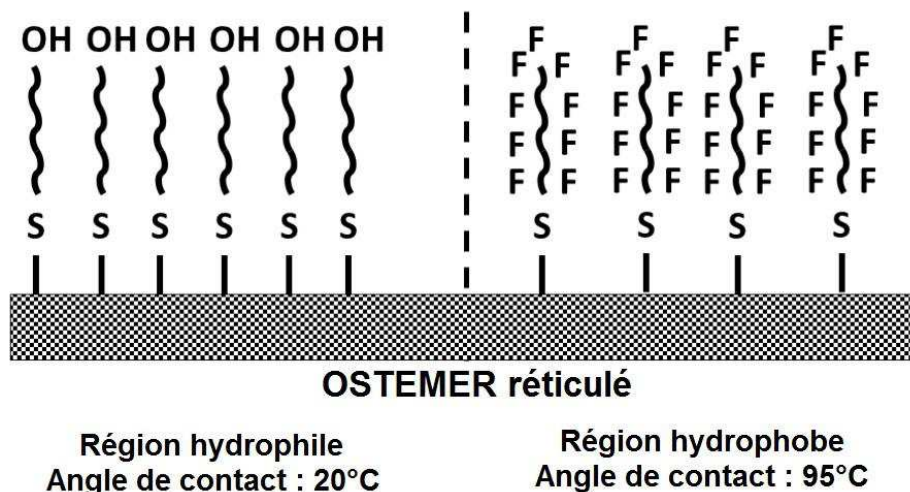 OH OH OH OH OH OH
S S S S S S
F F F F
F F F F F F F F
F F F F F F F F
F F F F F F F F
F F F F F F F F
S S S S
OSTEMER réticulé
Région hydrophile
Angle de contact : 20°C
Région hydrophobe
Angle de contact : 95°C